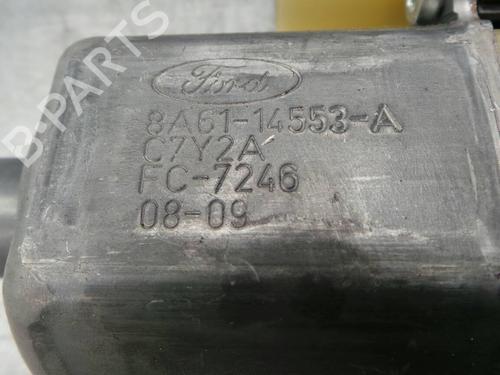 B-PARTS
Ford
8A61-14553-A
C7Y2A
FC-7246
08-09